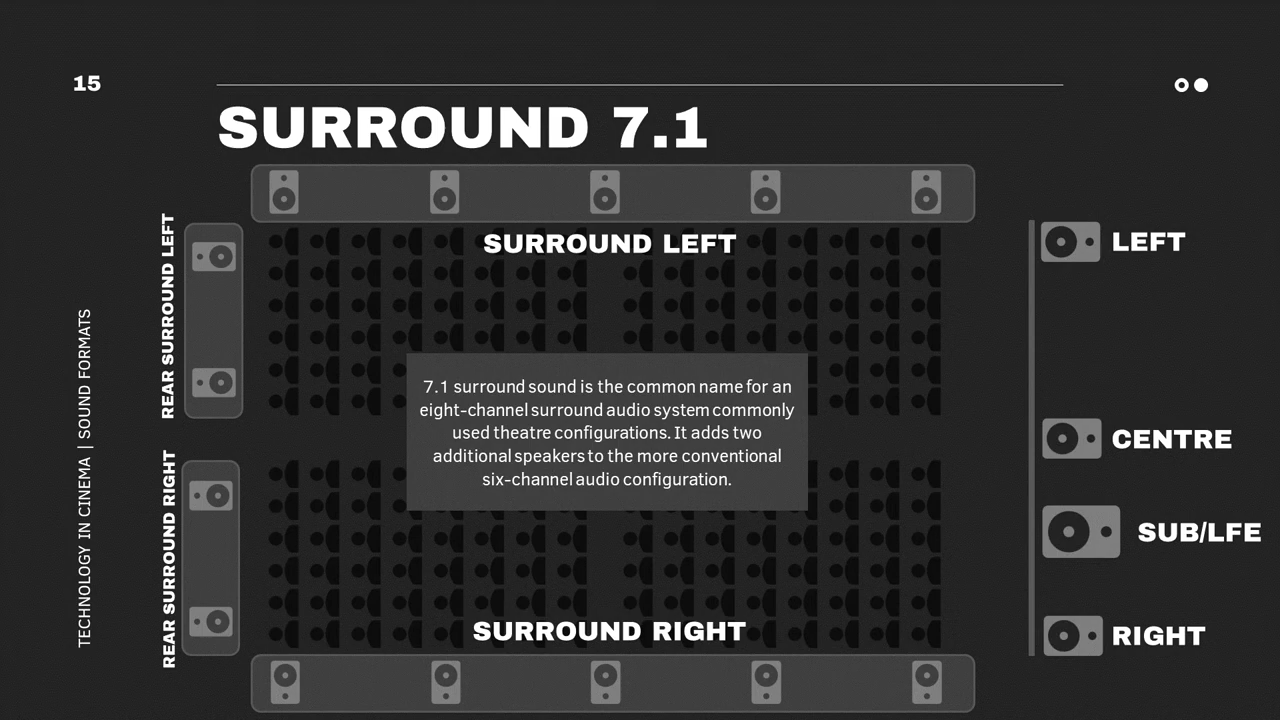 15
SURROUND 7.1
SURROUND LEFT
REAR SURROUND LEFT
LEFT
7.1 surround sound is the common name for an
eight-channel surround audio system commonly
used theatre configurations. It adds two
additional speakers to the more conventional
six-channel audio configuration.
CENTRE
SUB/LFE
REAR SURROUND RIGHT
SURROUND RIGHT
RIGHT
TECHNOLOGY IN CINEMA | SOUND FORMATS